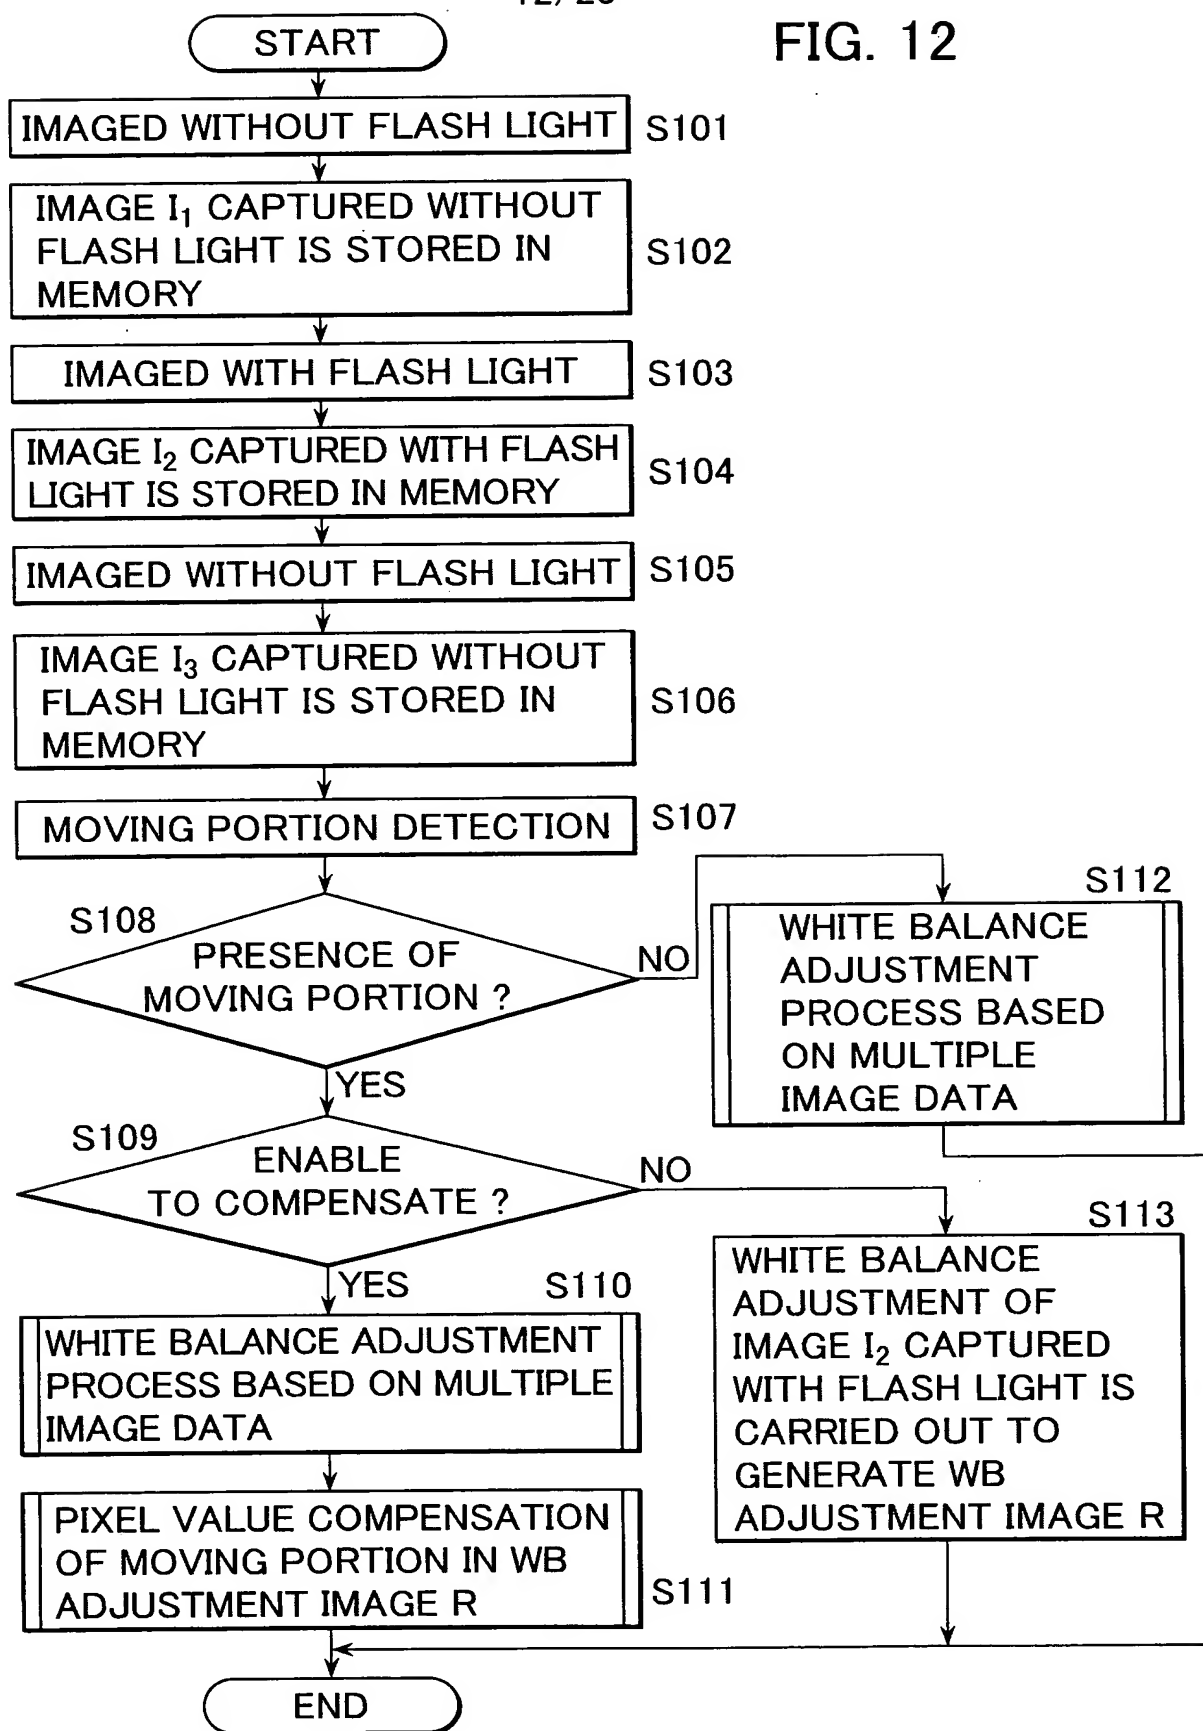 FIG. 12
START
IMAGED WITHOUT FLASH LIGHT
S101
IMAGE I₁ CAPTURED WITHOUT
FLASH LIGHT IS STORED IN
MEMORY
S102
IMAGED WITH FLASH LIGHT
S103
IMAGE I₂ CAPTURED WITH FLASH
LIGHT IS STORED IN MEMORY
S104
IMAGED WITHOUT FLASH LIGHT
S105
IMAGE I₃ CAPTURED WITHOUT
FLASH LIGHT IS STORED IN
MEMORY
S106
MOVING PORTION DETECTION
S107
S108
PRESENCE OF
MOVING PORTION ?
NO
YES
S112
WHITE BALANCE
ADJUSTMENT
PROCESS BASED
ON MULTIPLE
IMAGE DATA
S109
ENABLE
TO COMPENSATE ?
NO
YES
S113
WHITE BALANCE
ADJUSTMENT OF
IMAGE I₂ CAPTURED
WITH FLASH LIGHT IS
CARRIED OUT TO
GENERATE WB
ADJUSTMENT IMAGE R
S110
WHITE BALANCE ADJUSTMENT
PROCESS BASED ON MULTIPLE
IMAGE DATA
PIXEL VALUE COMPENSATION
OF MOVING PORTION IN WB
ADJUSTMENT IMAGE R
S111
END